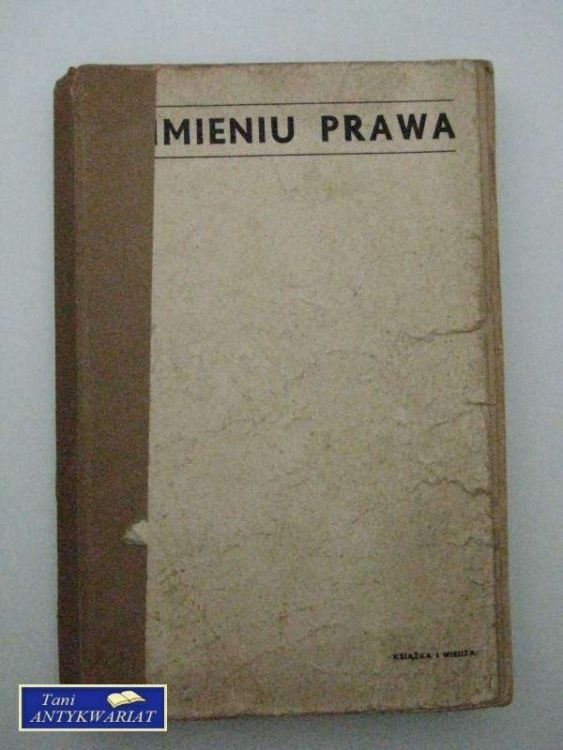 IMIENIU PRAWA
KSIĄŻKA I WIEDZA
Tani
ANTYKWARIAT